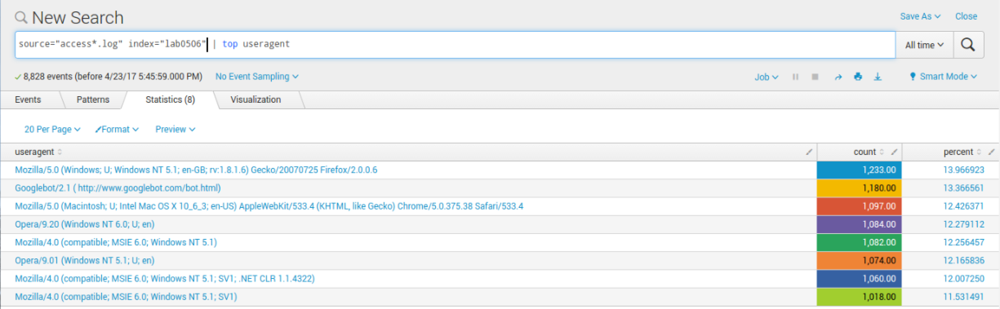 New Search
Save As Close
source="access*.log" index="lab0506" | top useragent
All time
8,828 events (before 4/23/17 5:45:59.000 PM) No Event Sampling
Job Smart Mode
Events Patterns Statistics (8) Visualization
20 Per Page Format Preview
useragent count percent
Mozilla/5.0 (Windows; U; Windows NT 5.1; en-GB; rv:1.8.1.6) Gecko/20070725 Firefox/2.0.0.6 1,233.00 13.966923
Googlebot/2.1 ( http://www.googlebot.com/bot.html) 1,180.00 13.366561
Mozilla/5.0 (Macintosh; U; Intel Mac OS X 10_6_3; en-US) AppleWebKit/533.4 (KHTML, like Gecko) Chrome/5.0.375.38 Safari/533.4 1,097.00 12.426371
Opera/9.20 (Windows NT 6.0; U; en) 1,084.00 12.279112
Mozilla/4.0 (compatible; MSIE 6.0; Windows NT 5.1) 1,082.00 12.256457
Opera/9.01 (Windows NT 5.1; U; en) 1,074.00 12.165836
Mozilla/4.0 (compatible; MSIE 6.0; Windows NT 5.1; SV1; .NET CLR 1.1.4322) 1,060.00 12.007250
Mozilla/4.0 (compatible; MSIE 6.0; Windows NT 5.1; SV1) 1,018.00 11.531491